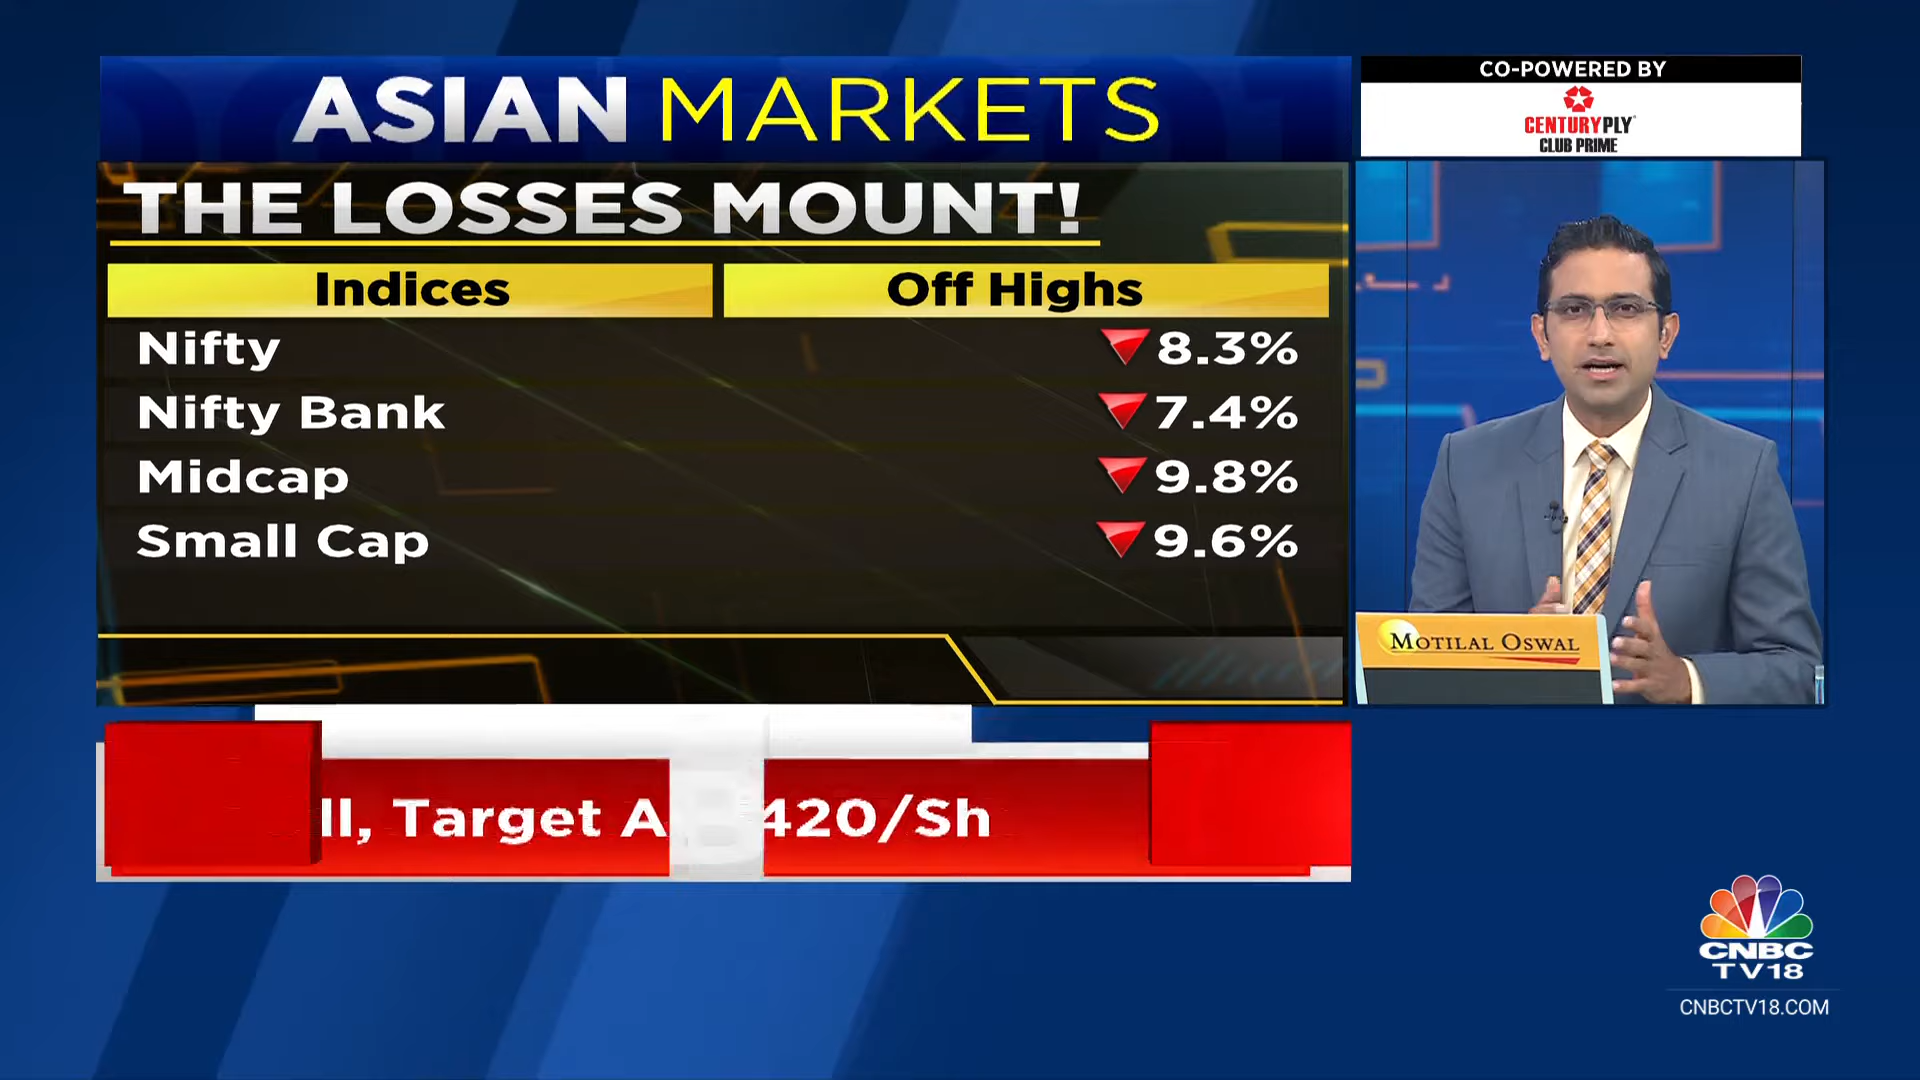 ASIAN MARKETS
CO-POWERED BY
CENTURYPLY
CLUB PRIME
THE LOSSES MOUNT!
Indices Off Highs
Nifty 8.3%
Nifty Bank 7.4%
Midcap 9.8%
Small Cap 9.6%
MOTILAL OSWAL
ll, Target A 420/Sh
CNBC
TV18
CNBCTV18.COM